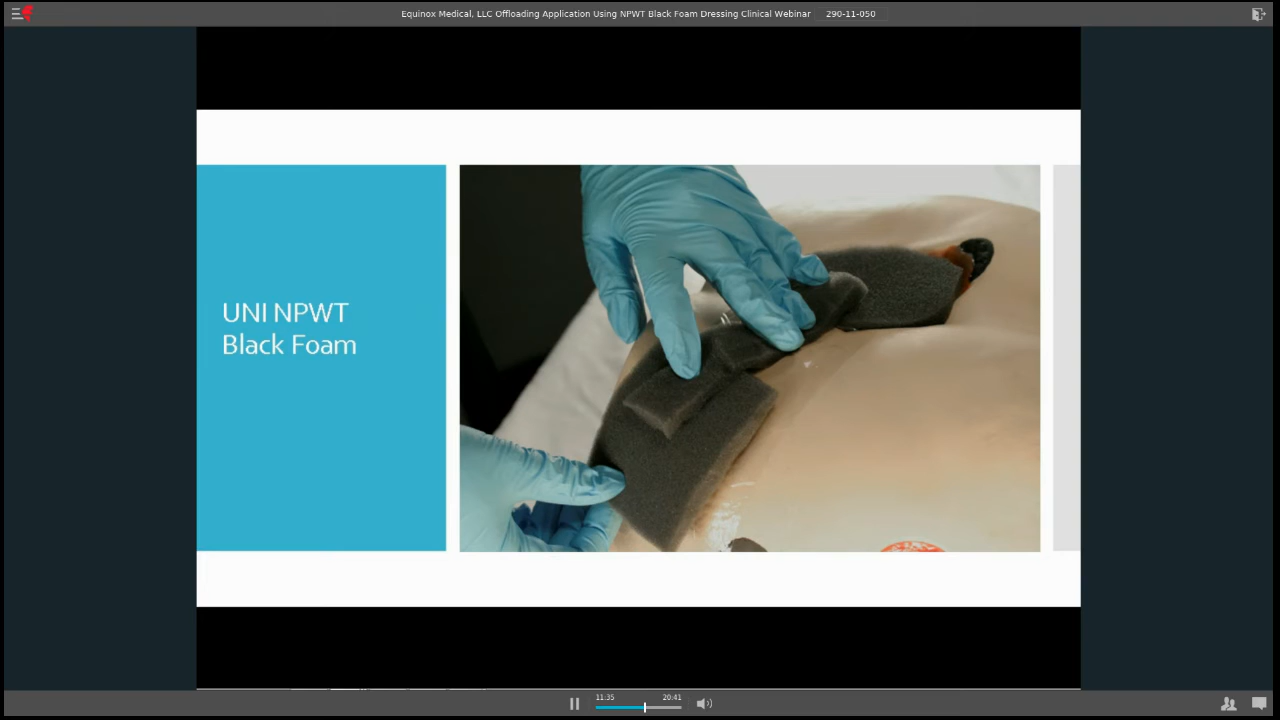 Equinox Medical, LLC Offloading Application Using NPWT Black Foam Dressing Clinical Webinar 290-11-050
UNI NPWT
Black Foam
11:35 20:41